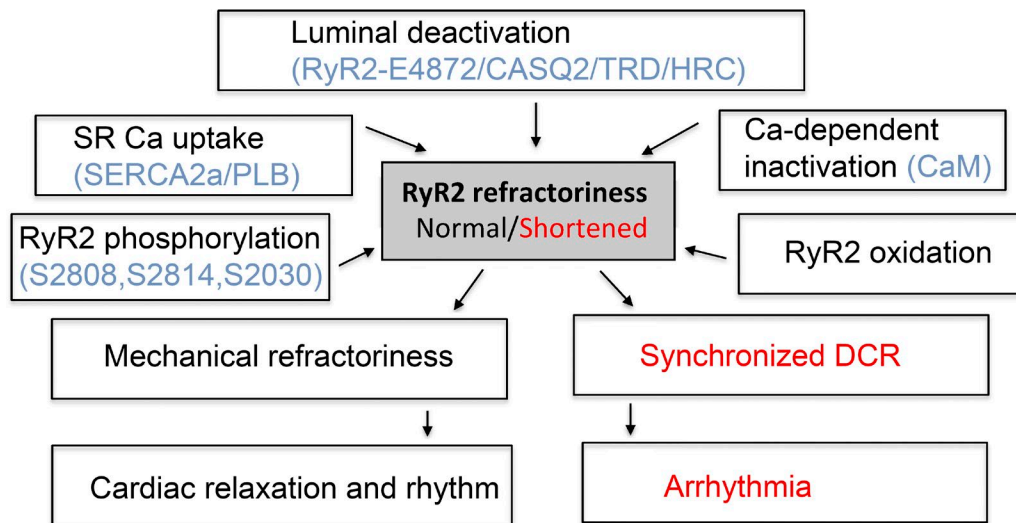 Luminal deactivation
(RyR2-E4872/CASQ2/TRD/HRC)
SR Ca uptake
(SERCA2a/PLB)
Ca-dependent
inactivation (CaM)
RyR2 refractoriness
Normal/Shortened
RyR2 phosphorylation
(S2808,S2814,S2030)
RyR2 oxidation
Mechanical refractoriness
Synchronized DCR
Cardiac relaxation and rhythm
Arrhythmia